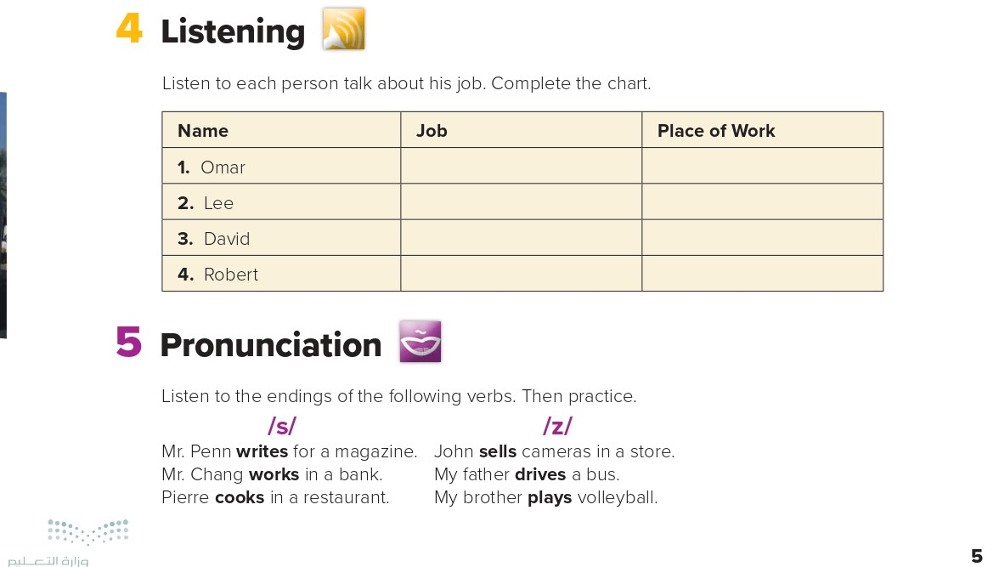 4 Listening
Listen to each person talk about his job. Complete the chart.
Name Job Place of Work
1. Omar
2. Lee
3. David
4. Robert
5 Pronunciation
Listen to the endings of the following verbs. Then practice.
/s/ /z/
Mr. Penn writes for a magazine. John sells cameras in a store.
Mr. Chang works in a bank. My father drives a bus.
Pierre cooks in a restaurant. My brother plays volleyball.
وزارة التعليم
5